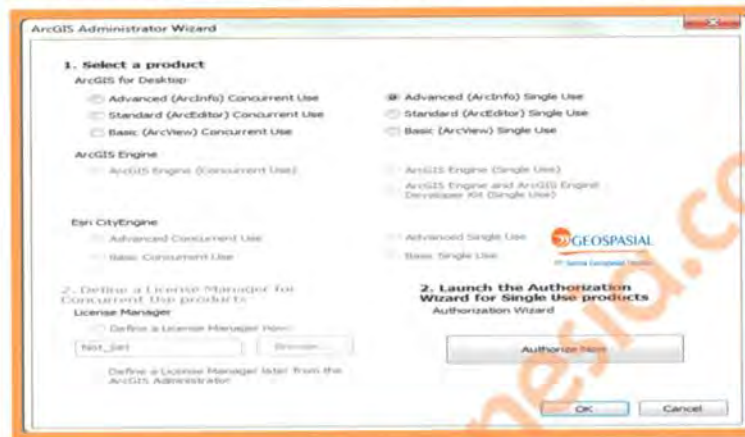 ArcGIS Administrator Wizard
1. Select a product
ArcGIS for Desktop
Advanced (ArcInfo) Concurrent Use
Advanced (ArcInfo) Single Use
Standard (ArcEditor) Concurrent Use
Standard (ArcEditor) Single Use
Basic (ArcView) Concurrent Use
Basic (ArcView) Single Use
ArcGIS Engine
ArcGIS Engine (Concurrent Use)
ArcGIS Engine (Single Use)
ArcGIS Engine and ArcGIS Engine
Developer Kit (Single Use)
Esri CityEngine
Advanced Concurrent Use
Advanced Single Use
Basic Concurrent Use
Basic Single Use
GEOSPASIAL
2. Define a License Manager for
Concurrent Use products
License Manager
Define a License Manager now:
Not_Set
Browse...
Define a License Manager later from the
ArcGIS Administrator
2. Launch the Authorization
Wizard for Single Use products
Authorization Wizard
Authorize Now
OK
Cancel
nesia.co